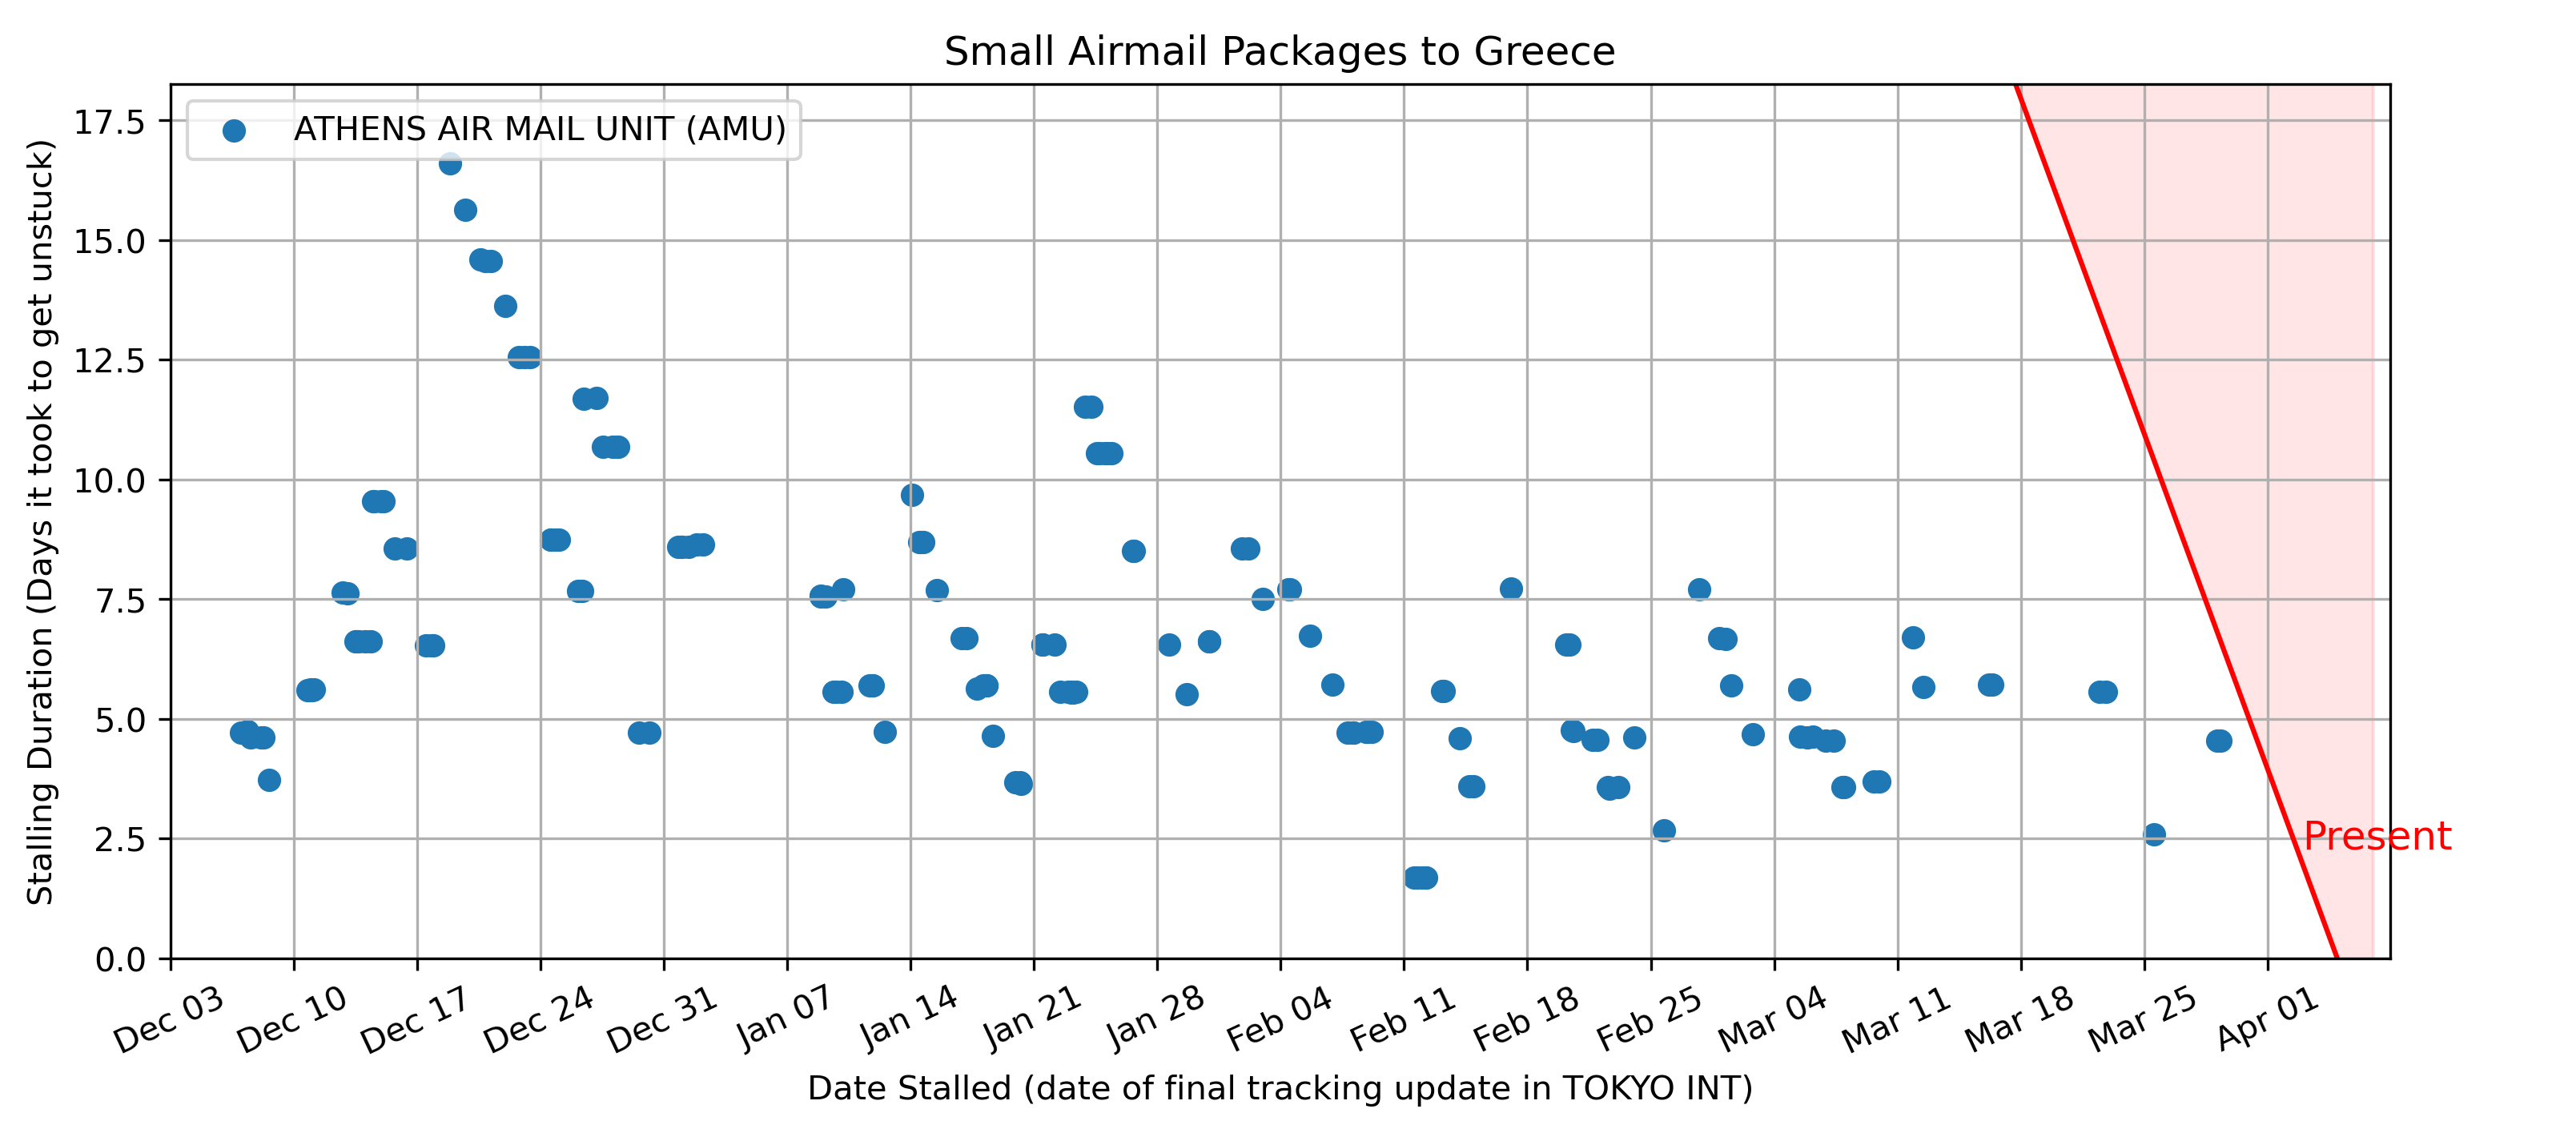 Small Airmail Packages to Greece
ATHENS AIR MAIL UNIT (AMU)
Stalling Duration (Days it took to get unstuck)
17.5
15.0
12.5
10.0
7.5
5.0
2.5
0.0
Present
Dec 03
Dec 10
Dec 17
Dec 24
Dec 31
Jan 07
Jan 14
Jan 21
Jan 28
Feb 04
Feb 11
Feb 18
Feb 25
Mar 04
Mar 11
Mar 18
Mar 25
Apr 01
Date Stalled (date of final tracking update in TOKYO INT)